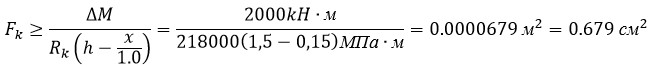 F_k ≥ ΔM / (R_k (h − x/1.0)) = 2000кН · м / (218000(1,5 − 0,15)МПа · м) = 0.0000679 м² = 0.679 см²